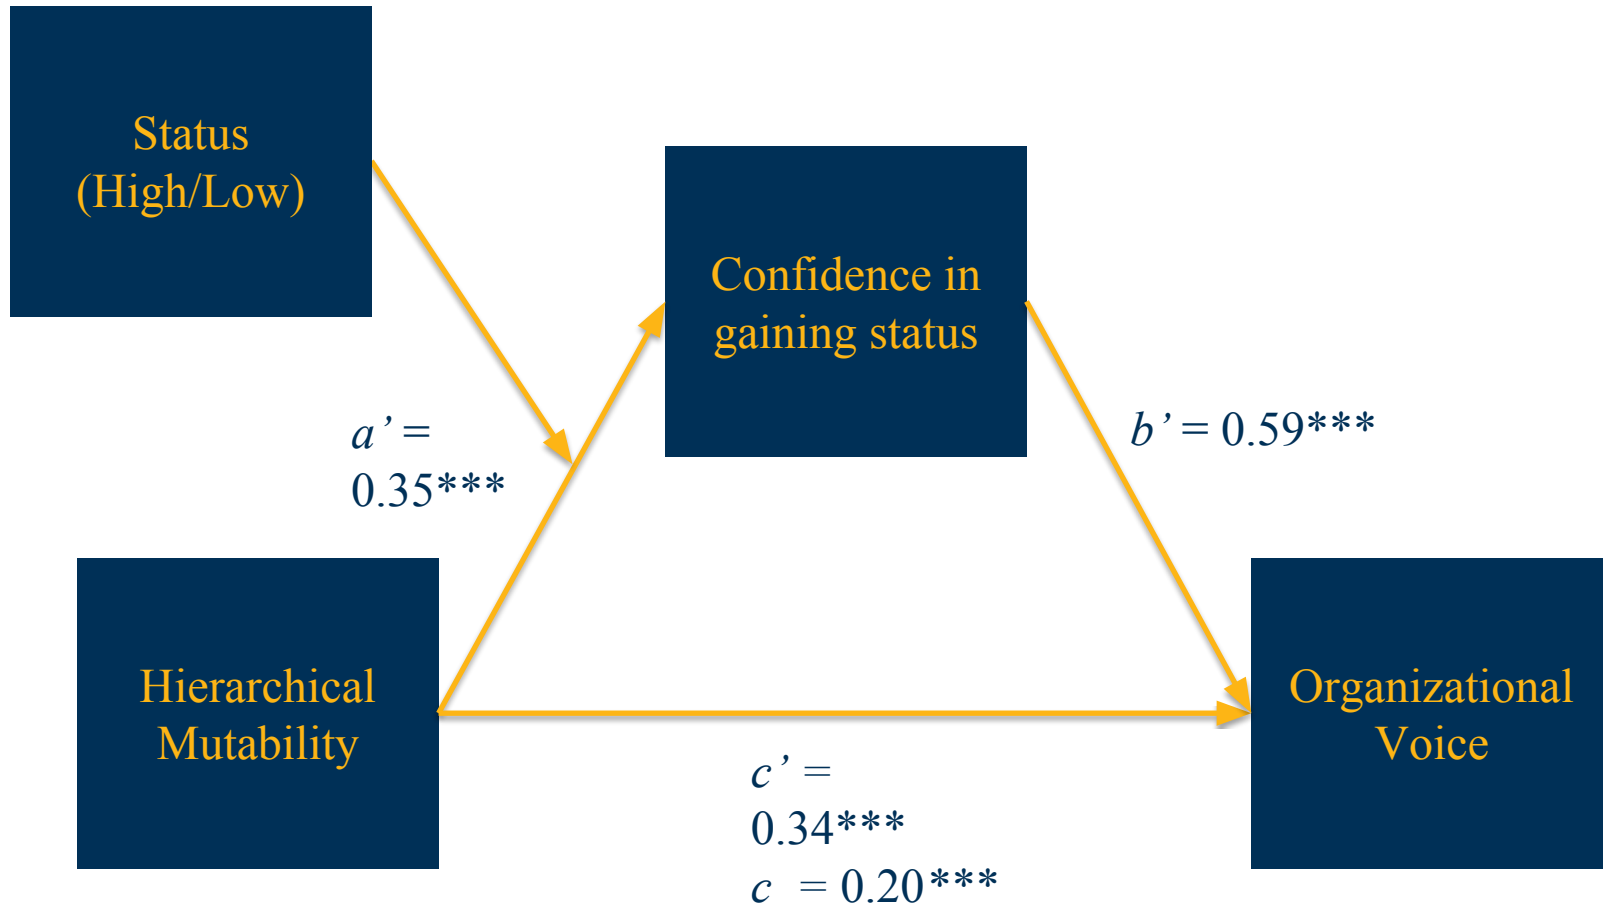 Status
(High/Low)
Confidence in
gaining status
a’ =
0.35***
b’ = 0.59***
Hierarchical
Mutability
Organizational
Voice
c’ =
0.34***
c = 0.20***